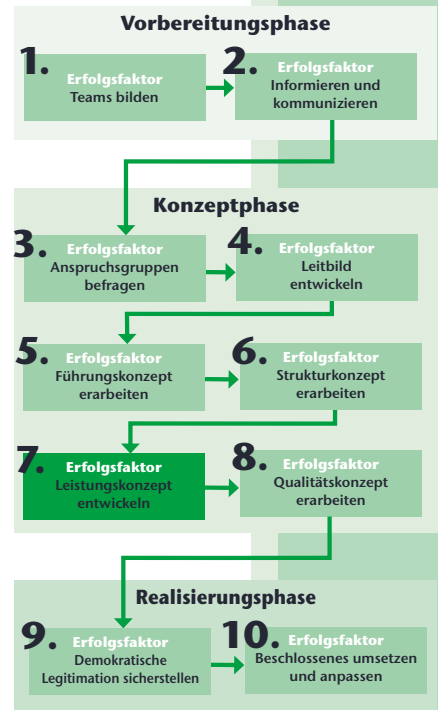 Vorbereitungsphase
1.
Erfolgsfaktor
Teams bilden
2.
Erfolgsfaktor
Informieren und
kommunizieren
Konzeptphase
3.
Erfolgsfaktor
Anspruchsgruppen
befragen
4.
Erfolgsfaktor
Leitbild
entwickeln
5.
Erfolgsfaktor
Führungskonzept
erarbeiten
6.
Erfolgsfaktor
Strukturkonzept
erarbeiten
7.
Erfolgsfaktor
Leistungskonzept
entwickeln
8.
Erfolgsfaktor
Qualitätskonzept
erarbeiten
Realisierungsphase
9.
Erfolgsfaktor
Demokratische
Legitimation sicherstellen
10.
Erfolgsfaktor
Beschlossenes umsetzen
und anpassen